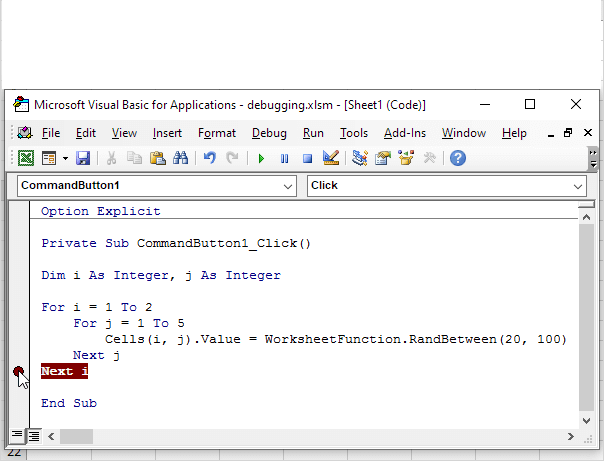 Microsoft Visual Basic for Applications - debugging.xlsm - [Sheet1 (Code)]
File Edit View Insert Format Debug Run Tools Add-Ins Window Help
CommandButton1 Click
Option Explicit
Private Sub CommandButton1_Click()
Dim i As Integer, j As Integer
For i = 1 To 2
For j = 1 To 5
Cells(i, j).Value = WorksheetFunction.RandBetween(20, 100)
Next j
Next i
End Sub
22